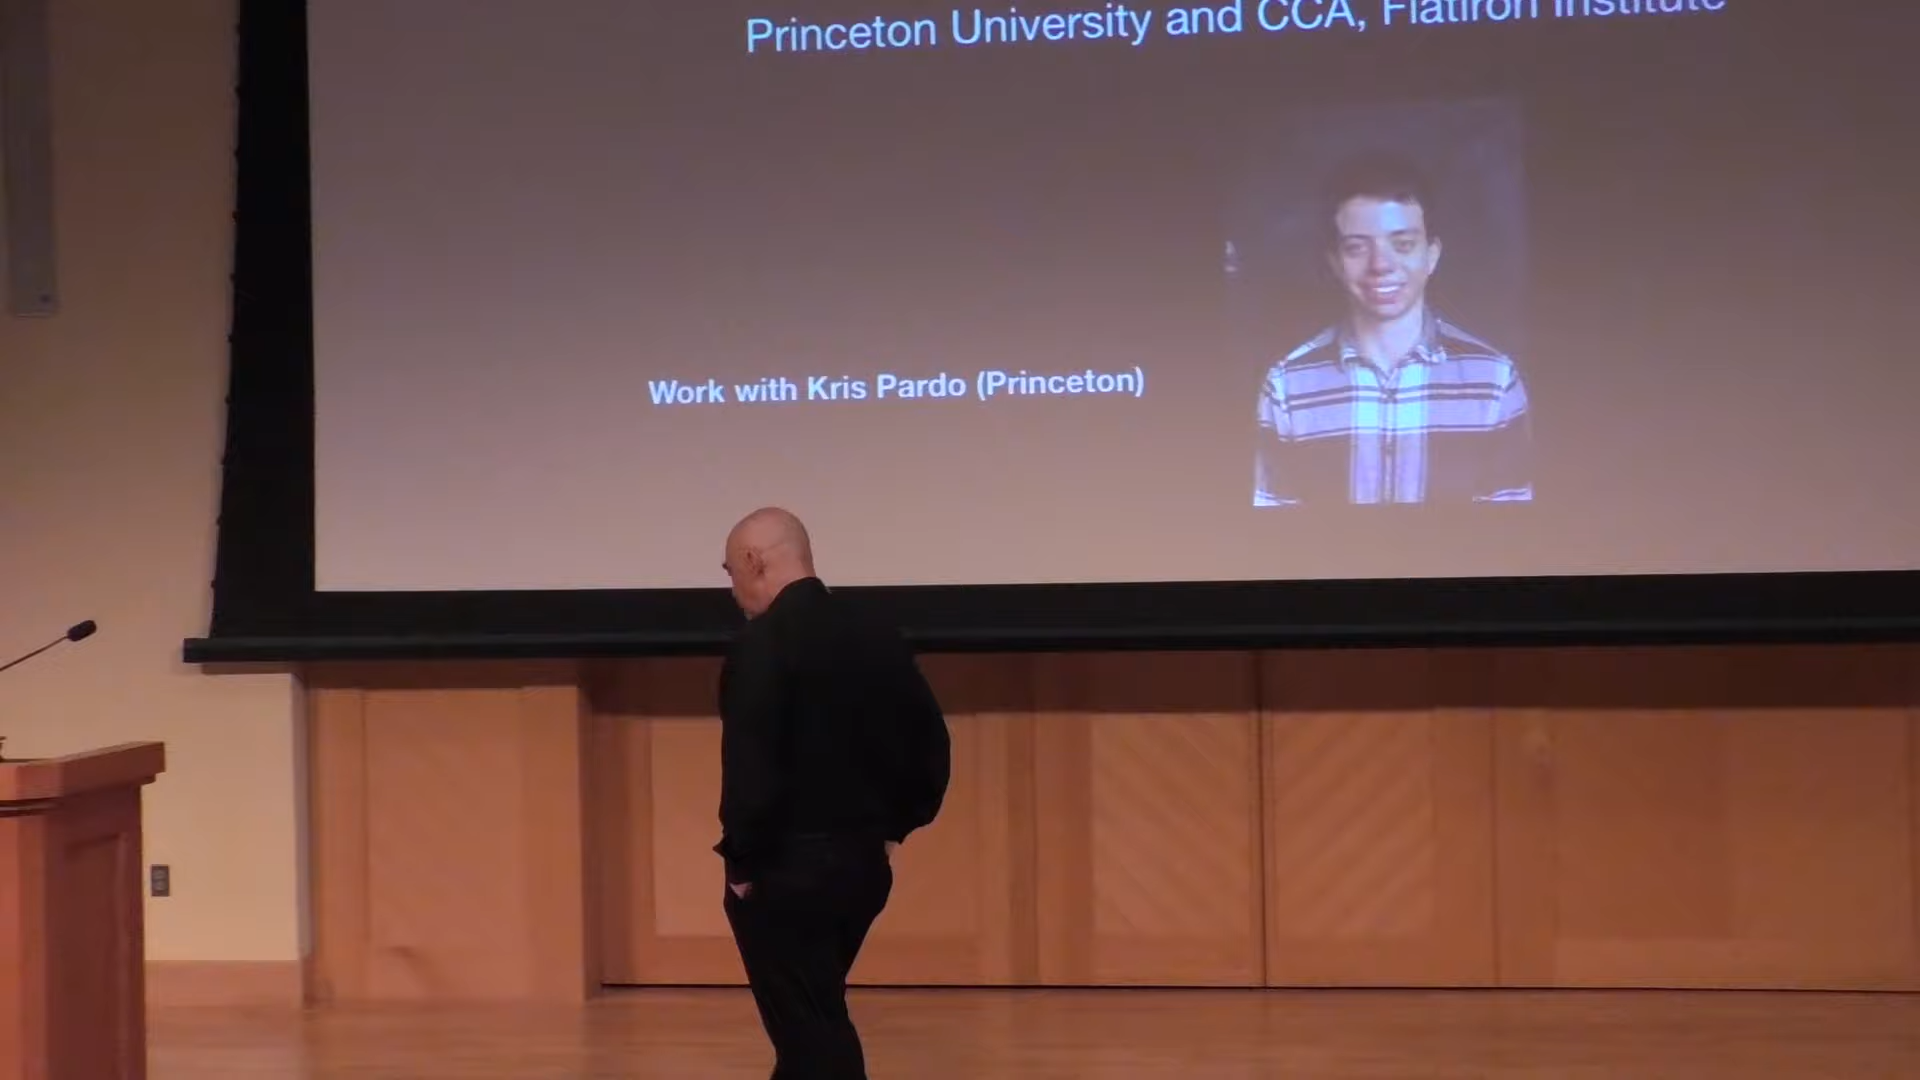 Princeton University and CCA, Flatiron Institute
Work with Kris Pardo (Princeton)